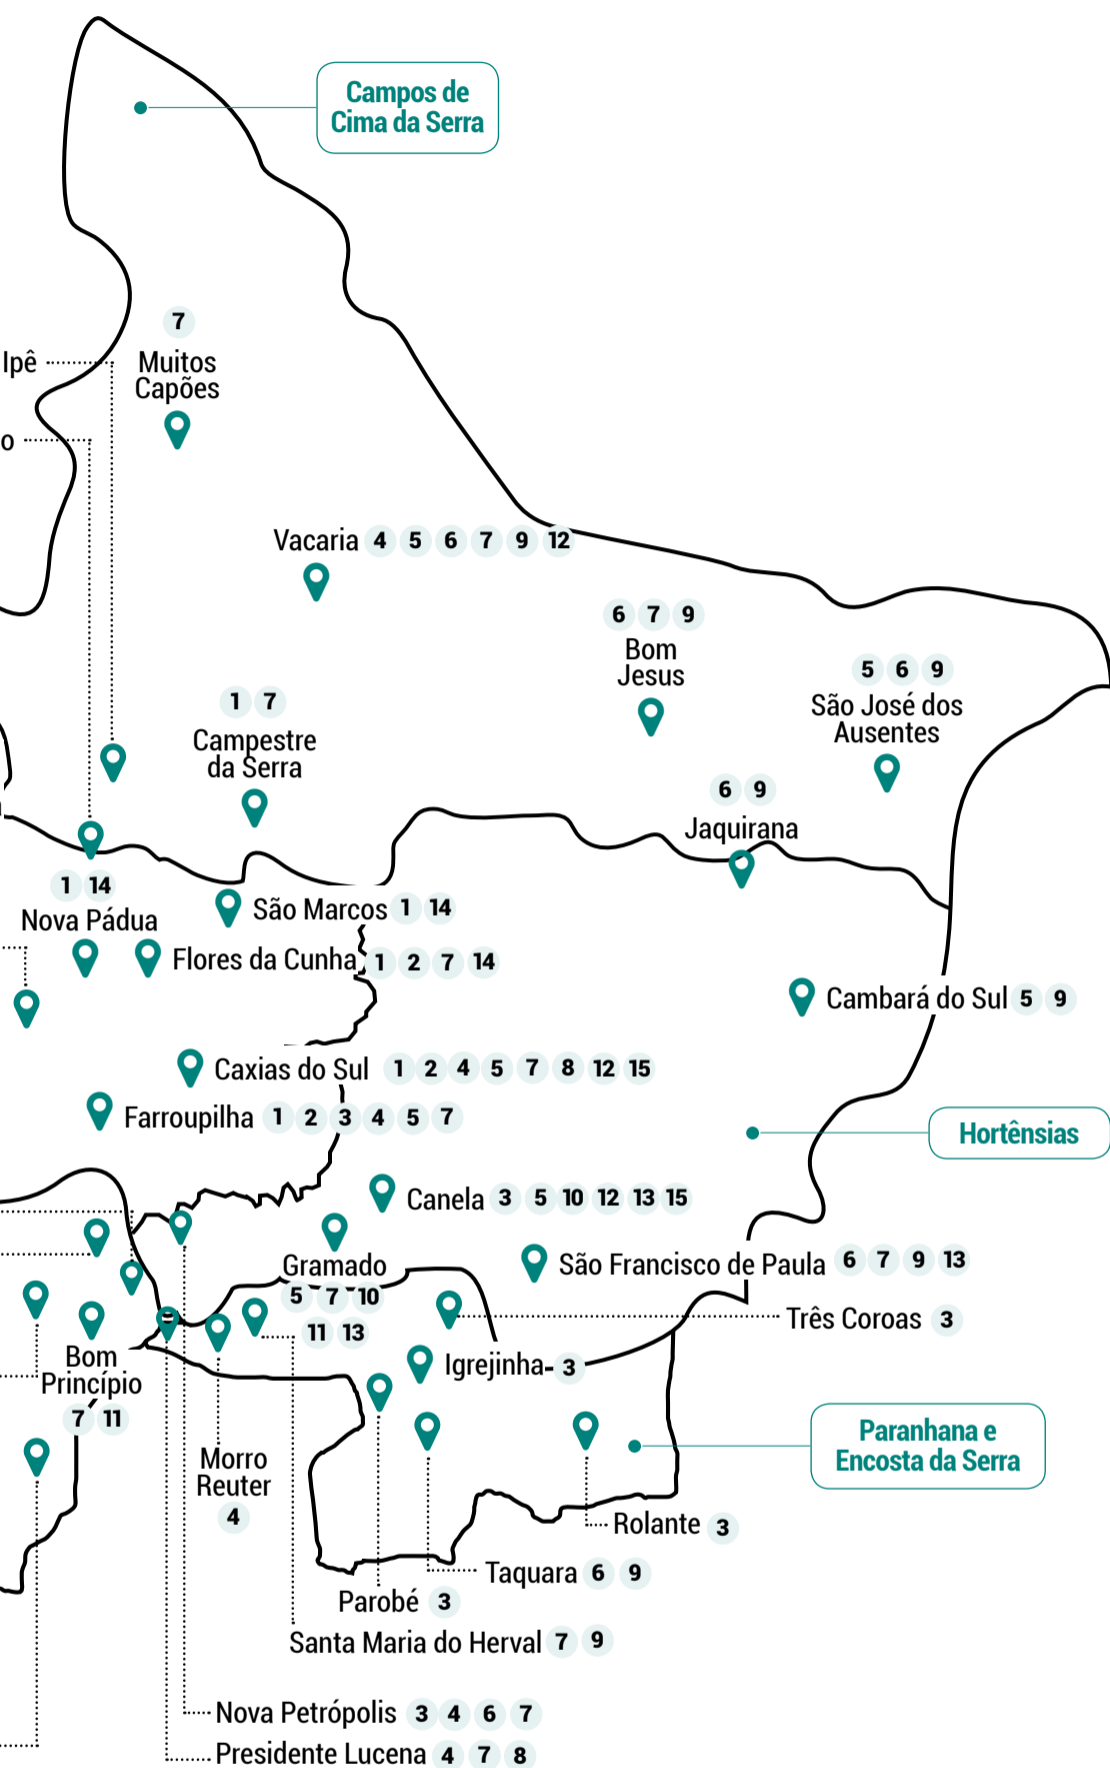 Campos de
Cima da Serra
7
Ipê
Muitos
Capões
o
Vacaria 4 5 6 7 9 12
6 7 9
Bom
Jesus
5 6 9
São José dos
Ausentes
1 7
Campestre
da Serra
6 9
Jaquirana
1 14
Nova Pádua
São Marcos 1 14
Flores da Cunha 1 2 7 14
Cambará do Sul 5 9
Caxias do Sul 1 2 4 5 7 8 12 15
Farroupilha 1 2 3 4 5 7
Hortênsias
Canela 3 5 10 12 13 15
Gramado
5 7 10
11 13
São Francisco de Paula 6 7 9 13
Três Coroas 3
Igrejinha 3
Bom
Princípio
7 11
Paranhana e
Encosta da Serra
Morro
Reuter
4
Rolante 3
Taquara 6 9
Parobé 3
Santa Maria do Herval 7 9
Nova Petrópolis 3 4 6 7
Presidente Lucena 4 7 8